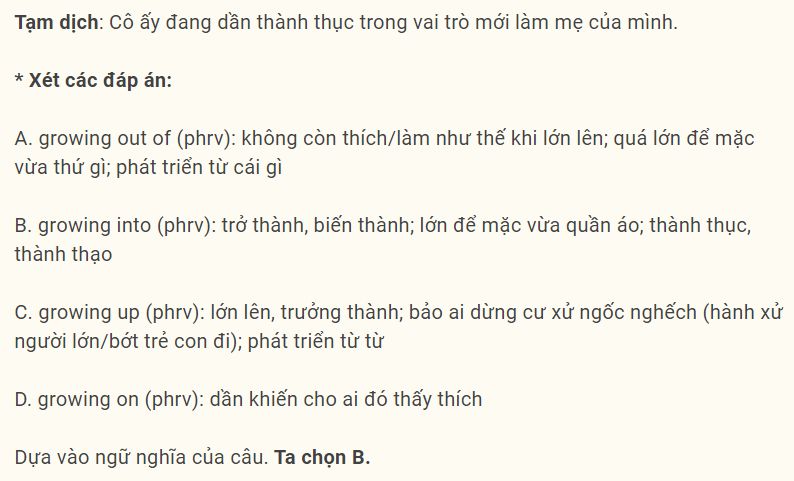 Tạm dịch: Cô ấy đang dần thành thục trong vai trò mới làm mẹ của mình.
* Xét các đáp án:
A. growing out of (phrv): không còn thích/làm như thế khi lớn lên; quá lớn để mặc
vừa thứ gì; phát triển từ cái gì
B. growing into (phrv): trở thành, biến thành; lớn để mặc vừa quần áo; thành thục,
thành thạo
C. growing up (phrv): lớn lên, trưởng thành; bảo ai dừng cư xử ngốc nghếch (hành xử
người lớn/bớt trẻ con đi); phát triển từ từ
D. growing on (phrv): dần khiến cho ai đó thấy thích
Dựa vào ngữ nghĩa của câu. Ta chọn B.